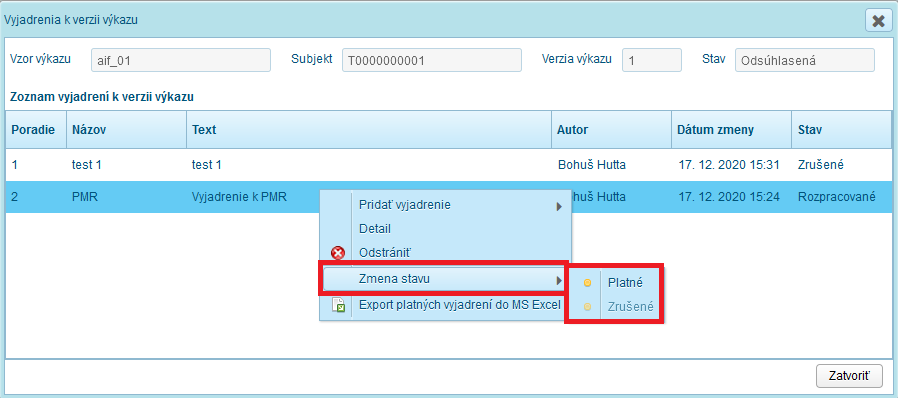 Vyjadrenia k verzii výkazu
Vzor výkazu aif_01 Subjekt T0000000001 Verzia výkazu 1 Stav Odsúhlasená
Zoznam vyjadrení k verzii výkazu
Poradie Názov Text Autor Dátum zmeny Stav
1 test 1 test 1 Bohuš Hutta 17. 12. 2020 15:31 Zrušené
2 PMR Vyjadrenie k PMR huš Hutta 17. 12. 2020 15:24 Rozpracované
Pridať vyjadrenie
Detail
Odstrániť
Zmena stavu
Export platných vyjadrení do MS Excel
Platné
Zrušené
Zatvoriť